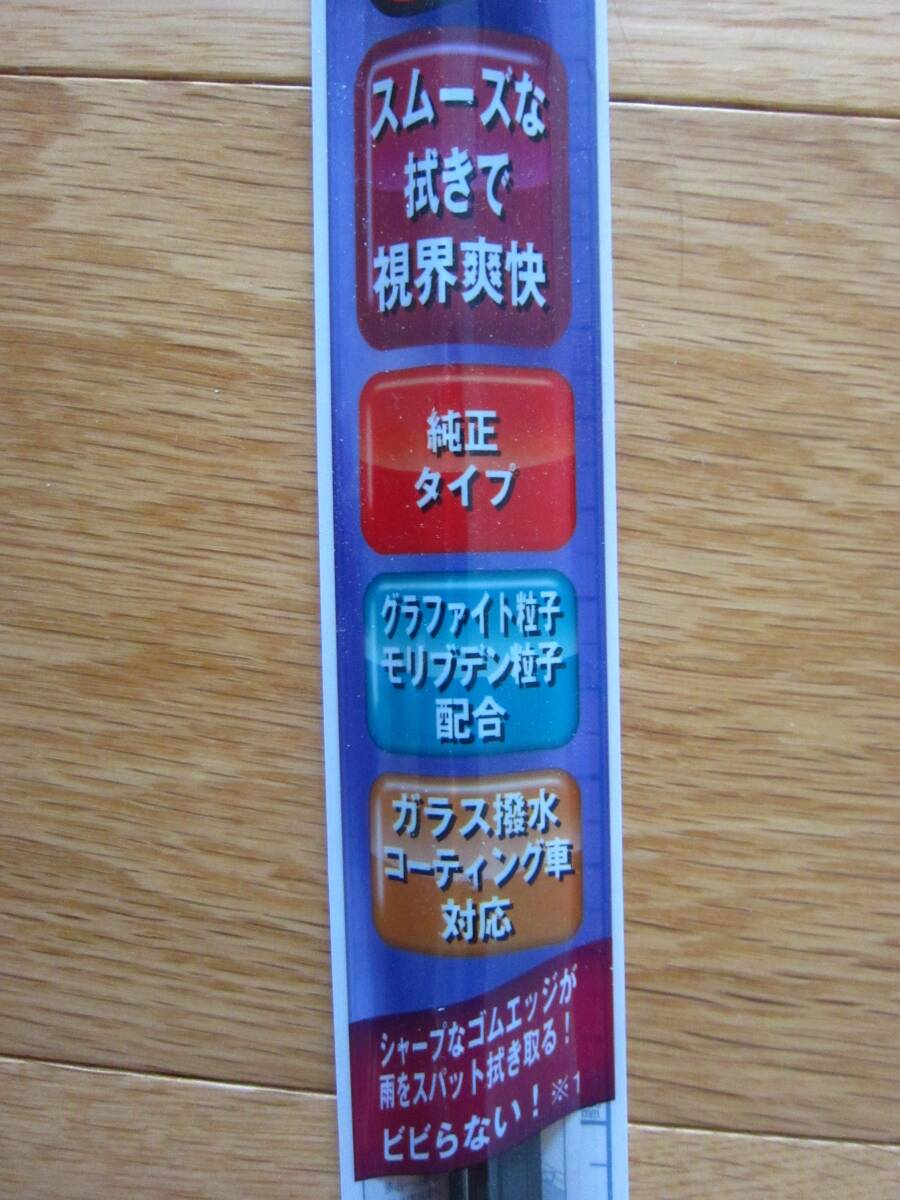 スムーズな
拭きで
視界爽快
純正
タイプ
グラファイト粒子
モリブデン粒子
配合
ガラス撥水
コーティング車
対応
シャープなゴムエッジが
雨をスパット拭き取る！
ビビらない！※1
mm